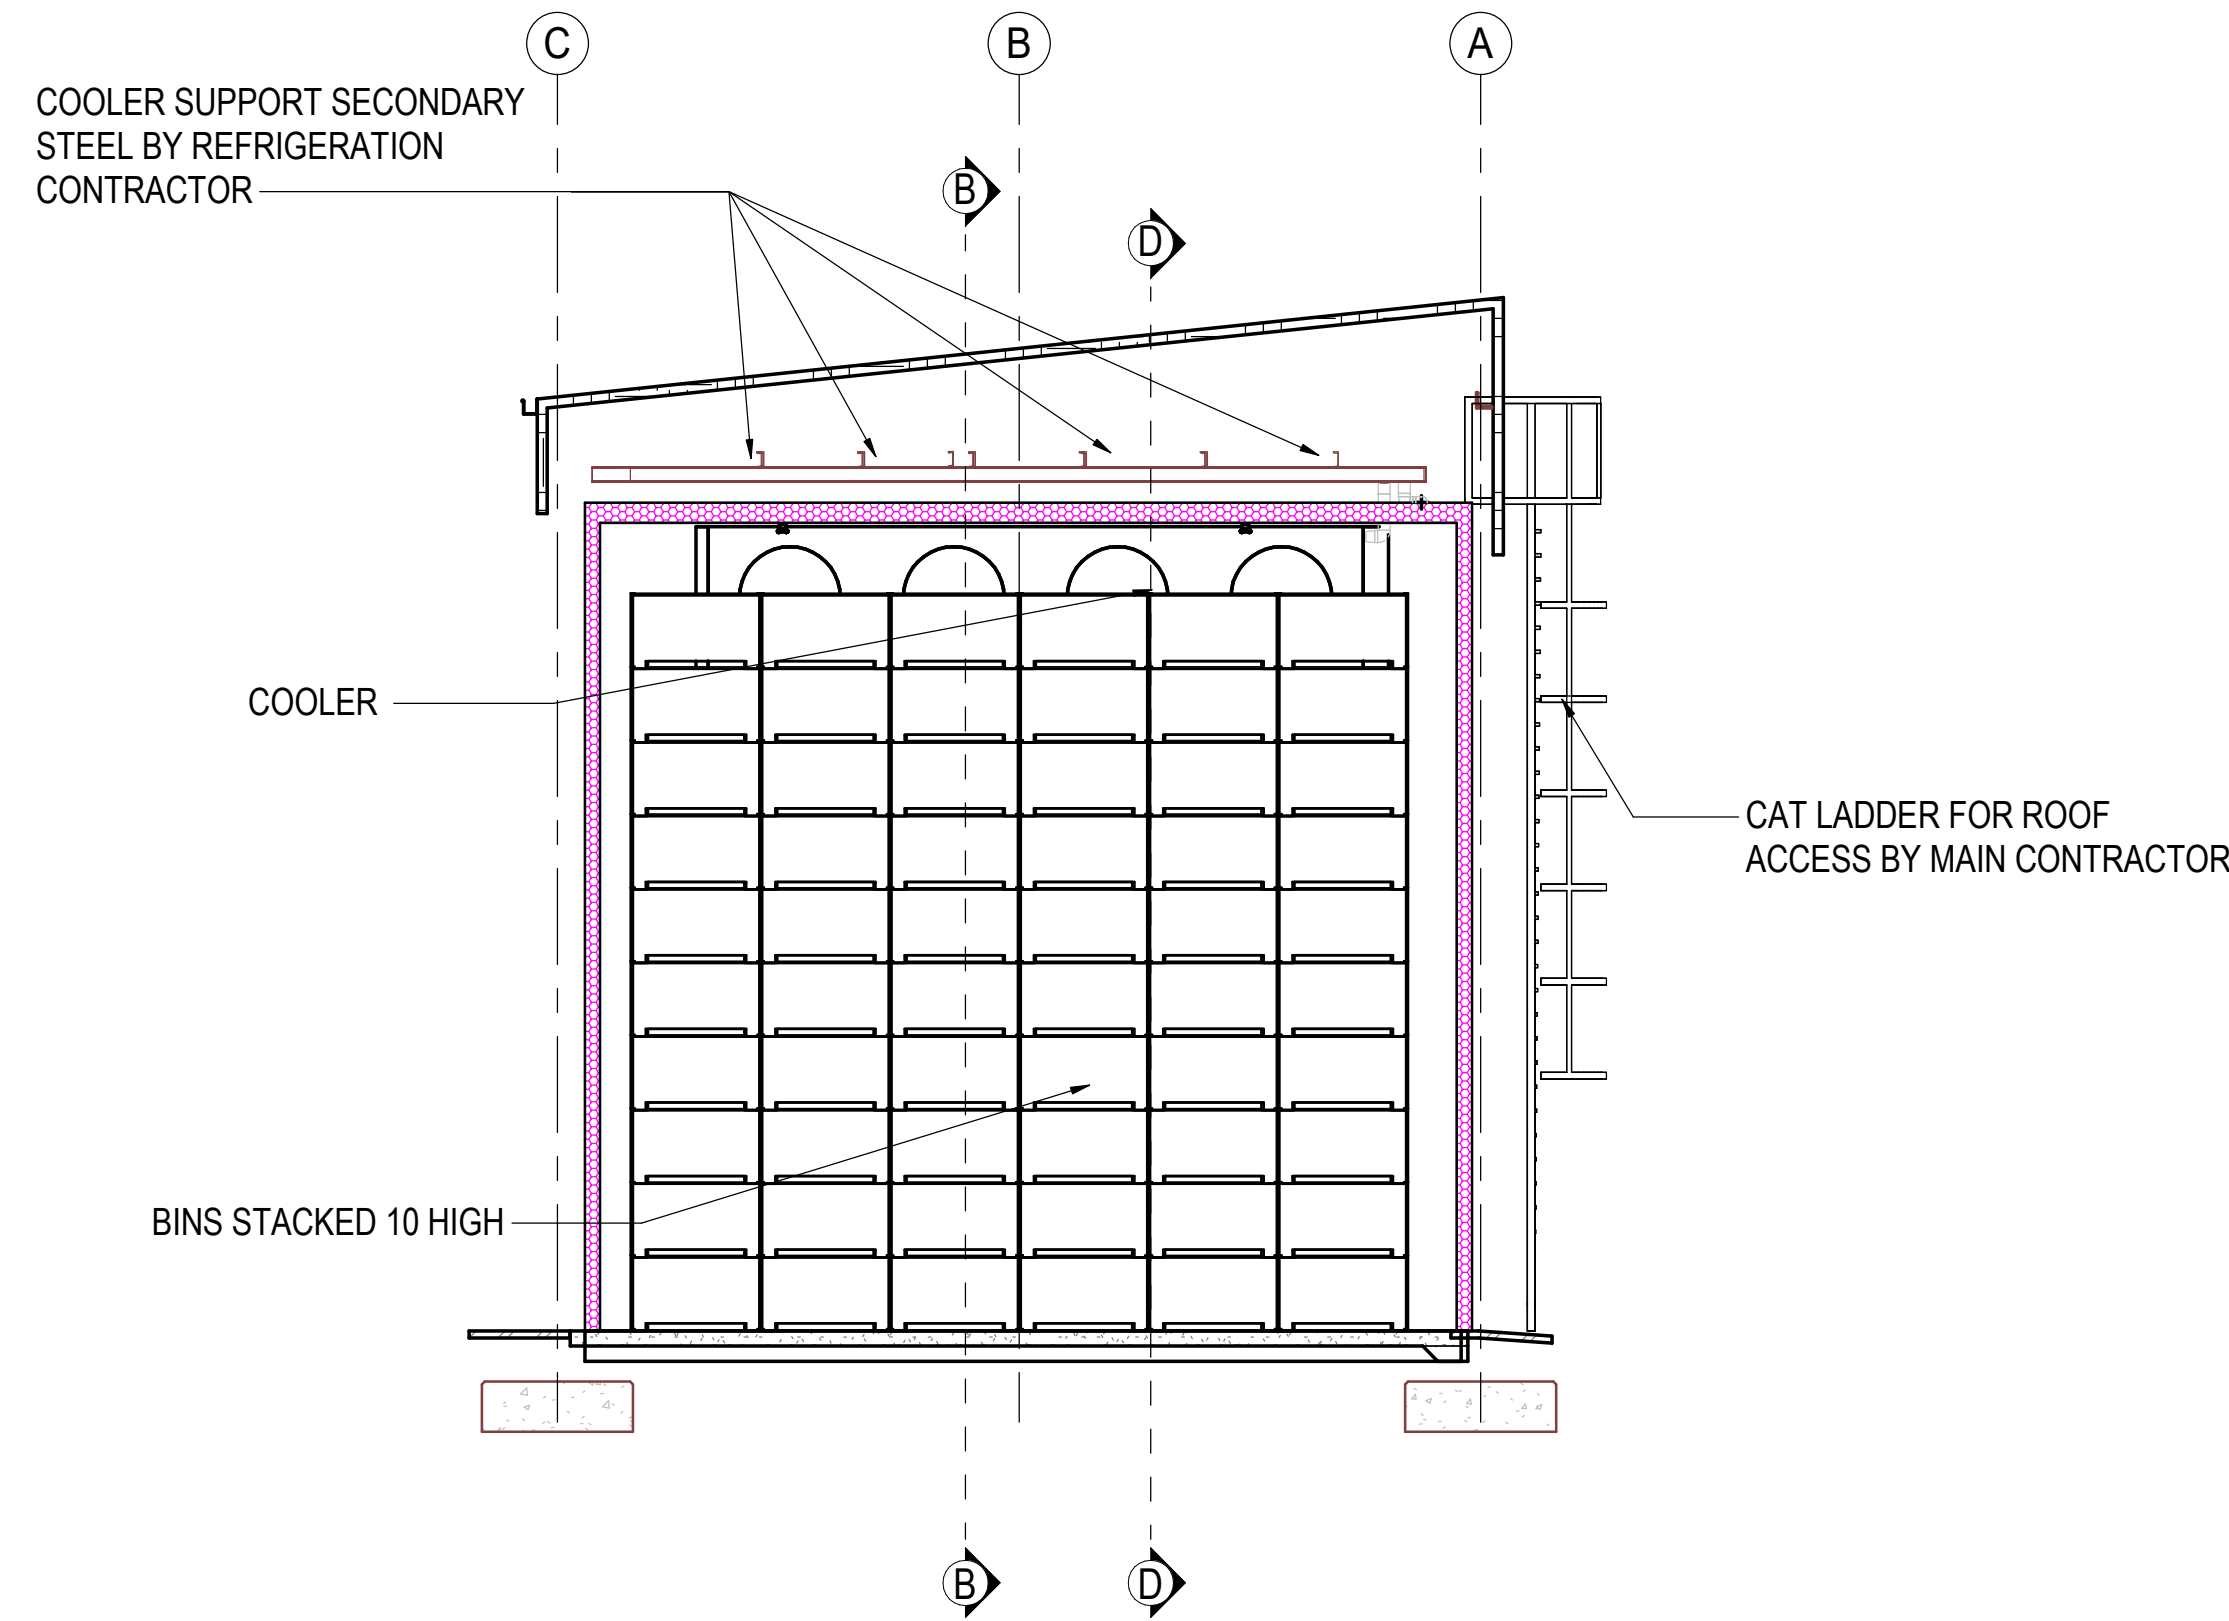 C
B
A
COOLER SUPPORT SECONDARY
STEEL BY REFRIGERATION
CONTRACTOR
B
D
COOLER
CAT LADDER FOR ROOF
ACCESS BY MAIN CONTRACTOR
BINS STACKED 10 HIGH
B
D